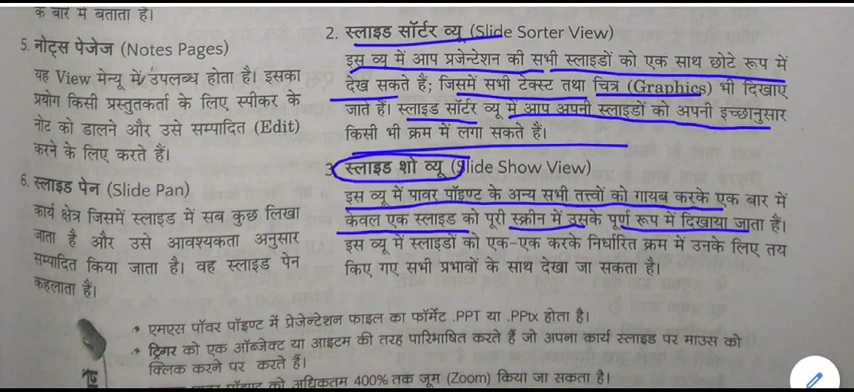 के बारे में बताता है।
5. नोट्स पेजेज (Notes Pages)
यह View मेन्यू में उपलब्ध होता है। इसका
प्रयोग किसी प्रस्तुतकर्ता के लिए स्पीकर के
नोट को डालने और उसे सम्पादित (Edit)
करने के लिए करते हैं।
6. स्लाइड पेन (Slide Pan)
कार्य क्षेत्र जिसमें स्लाइड में सब कुछ लिखा
जाता है और उसे आवश्यकता अनुसार
सम्पादित किया जाता है। वह स्लाइड पेन
कहलाता हैं।
2. स्लाइड सॉर्टर व्यू (Slide Sorter View)
इस व्यू में आप प्रजेन्टेशन की सभी स्लाइडों को एक साथ छोटे रूप में
देख सकते हैं; जिसमें सभी टेक्स्ट तथा चित्र (Graphics) भी दिखाए
जाते हैं। स्लाइड सॉर्टर व्यू में आप अपनी स्लाइडों को अपनी इच्छानुसार
किसी भी क्रम में लगा सकते हैं।
3. स्लाइड शो व्यू (Slide Show View)
इस व्यू में पावर पॉइण्ट के अन्य सभी तत्त्वों को गायब करके एक बार में
केवल एक स्लाइड को पूरी स्क्रीन में उसके पूर्ण रूप में दिखाया जाता हैं।
इस व्यू में स्लाइडों को एक-एक करके निर्धारित क्रम में उनके लिए तय
किए गए सभी प्रभावों के साथ देखा जा सकता है।
• एमएस पॉवर पॉइण्ट में प्रेजेन्टेशन फाइल का फॉर्मेट .PPT या .PPtx होता है।
• ट्रिगर को एक ऑब्जेक्ट या आइटम की तरह पारिभाषित करते हैं जो अपना कार्य स्लाइड पर माउस को
क्लिक करने पर करते हैं।
पॉइण्ट को अधिकतम 400% तक जूम (Zoom) किया जा सकता है।